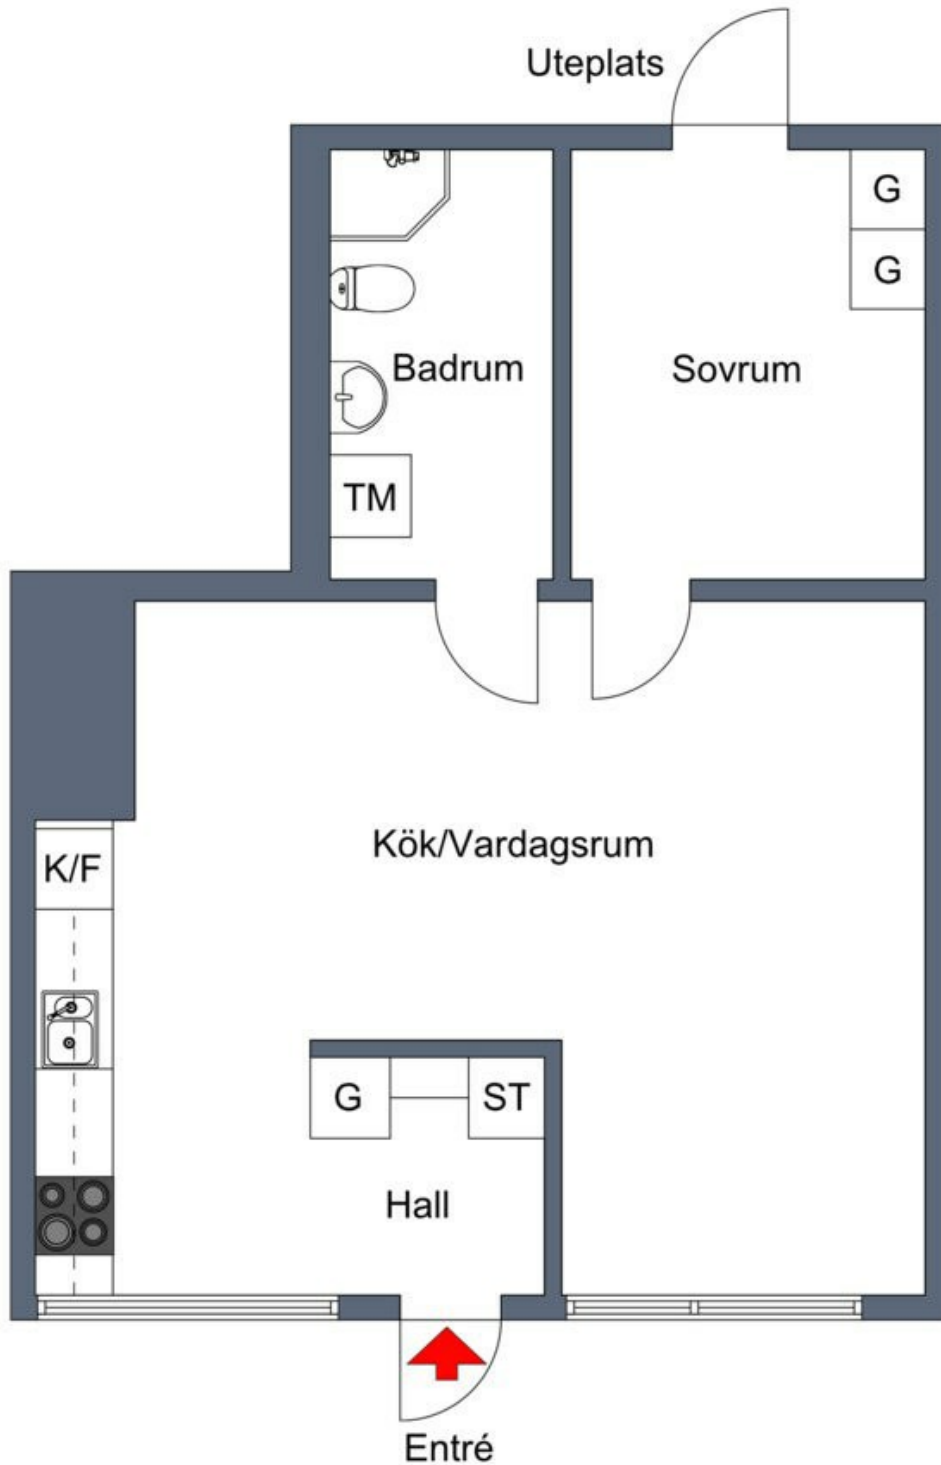 Uteplats
G
G
Badrum
Sovrum
TM
Kök/Vardagsrum
K/F
G
ST
Hall
Entré